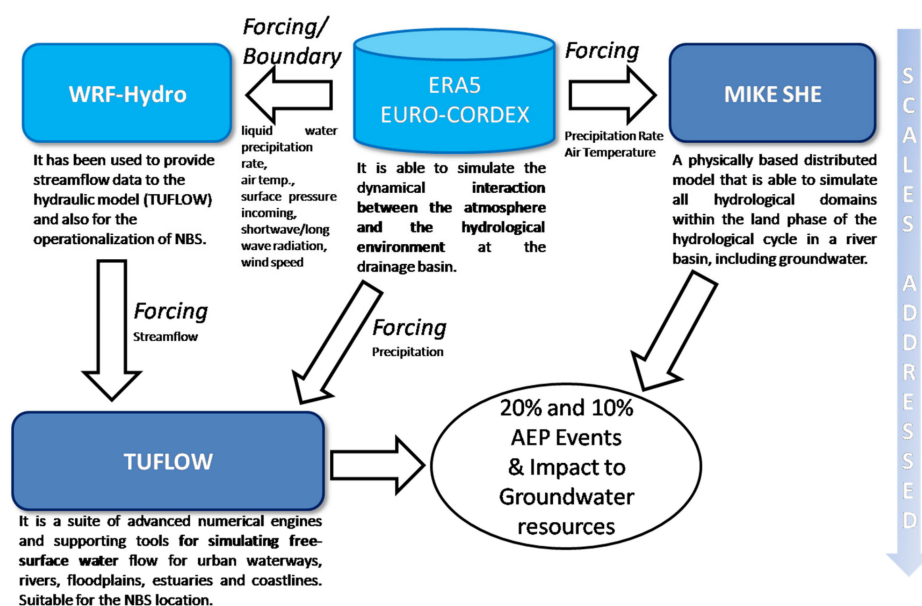 Forcing/
Boundary
WRF-Hydro
ERA5
EURO-CORDEX
Forcing
MIKE SHE
Precipitation Rate
Air Temperature
It has been used to provide
streamflow data to the
hydraulic model (TUFLOW)
and also for the
operationalization of NBS.
liquid water
precipitation
rate,
air temp.,
surface pressure
incoming,
shortwave/long
wave radiation,
wind speed
It is able to simulate the
dynamical interaction
between the atmosphere
and the hydrological
environment at the
drainage basin.
A physically based distributed
model that is able to simulate
all hydrological domains
within the land phase of the
hydrological cycle in a river
basin, including groundwater.
Forcing
Streamflow
Forcing
Precipitation
TUFLOW
It is a suite of advanced numerical engines
and supporting tools for simulating free-
surface water flow for urban waterways,
rivers, floodplains, estuaries and coastlines.
Suitable for the NBS location.
20% and 10%
AEP Events
& Impact to
Groundwater
resources
SCALES ADDRESSED